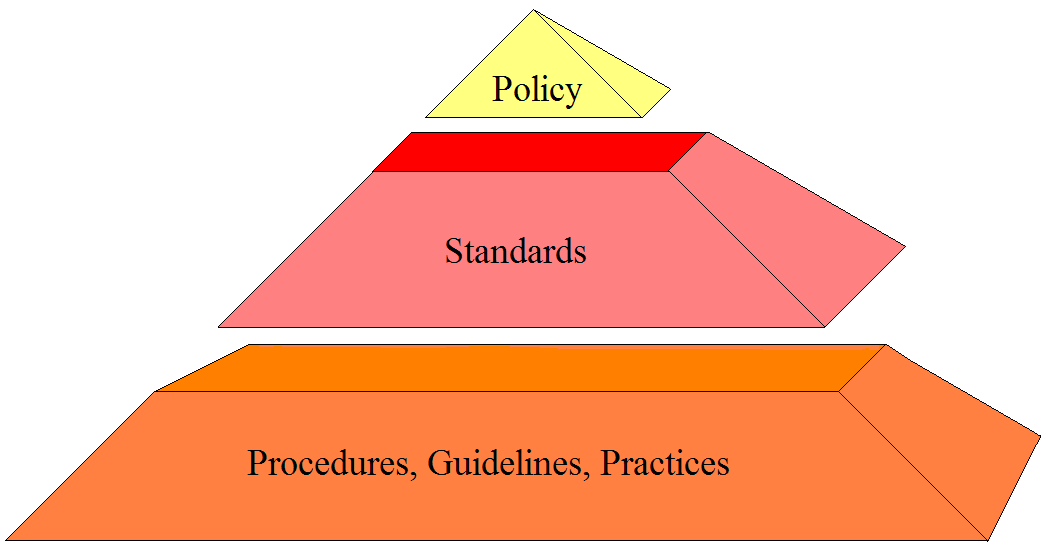 Policy
Standards
Procedures, Guidelines, Practices